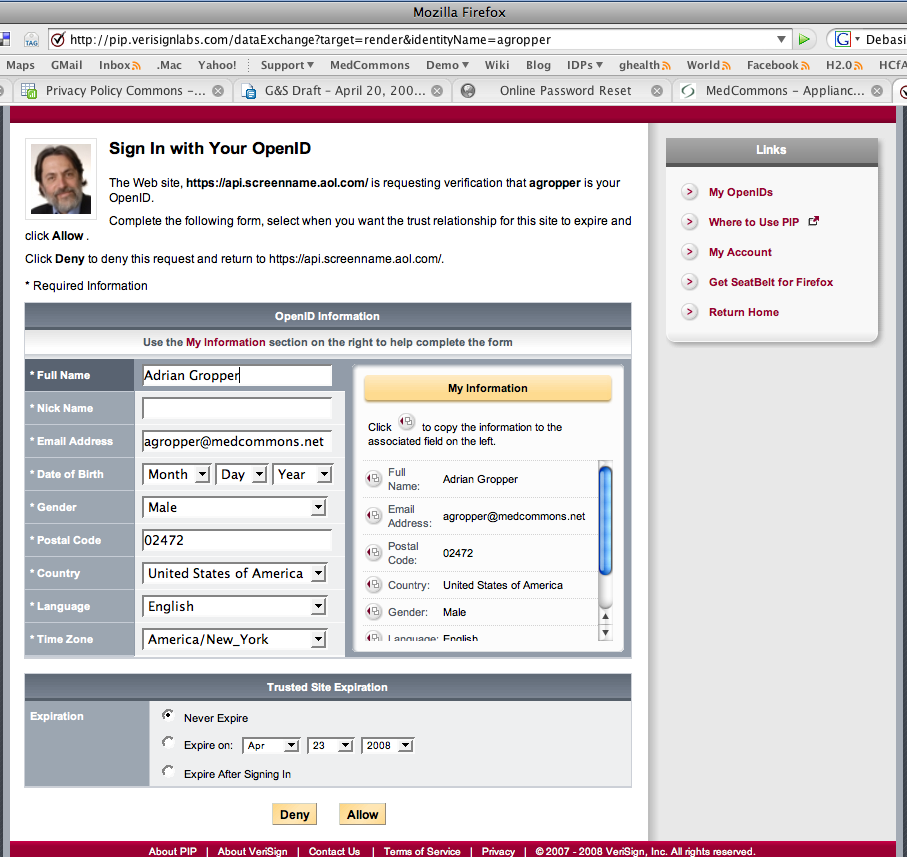 Mozilla Firefox
TAG http://pip.verisignlabs.com/dataExchange?target=render&identityName=agropper G Debasi
Maps GMail Inbox .Mac Yahoo! Support MedCommons Demo Wiki Blog IDPs ghealth World Facebook H2.0 HCfA
Privacy Policy Commons –... G&S Draft – April 20, 200... Online Password Reset MedCommons – Applianc...
Sign In with Your OpenID
The Web site, https://api.screenname.aol.com/ is requesting verification that agropper is your
OpenID.
Complete the following form, select when you want the trust relationship for this site to expire and
click Allow .
Click Deny to deny this request and return to https://api.screenname.aol.com/.
* Required Information
OpenID Information
Use the My Information section on the right to help complete the form
* Full Name Adrian Gropper
* Nick Name
* Email Address agropper@medcommons.net
* Date of Birth Month Day Year
* Gender Male
* Postal Code 02472
* Country United States of America
* Language English
* Time Zone America/New_York
My Information
Click to copy the information to the
associated field on the left.
Full
Name: Adrian Gropper
Email
Address: agropper@medcommons.net
Postal
Code: 02472
Country: United States of America
Gender: Male
Language: English
Trusted Site Expiration
Expiration
Never Expire
Expire on: Apr 23 2008
Expire After Signing In
Deny Allow
Links
My OpenIDs
Where to Use PIP
My Account
Get SeatBelt for Firefox
Return Home
About PIP | About VeriSign | Contact Us | Terms of Service | Privacy | © 2007 - 2008 VeriSign, Inc. All rights reserved.